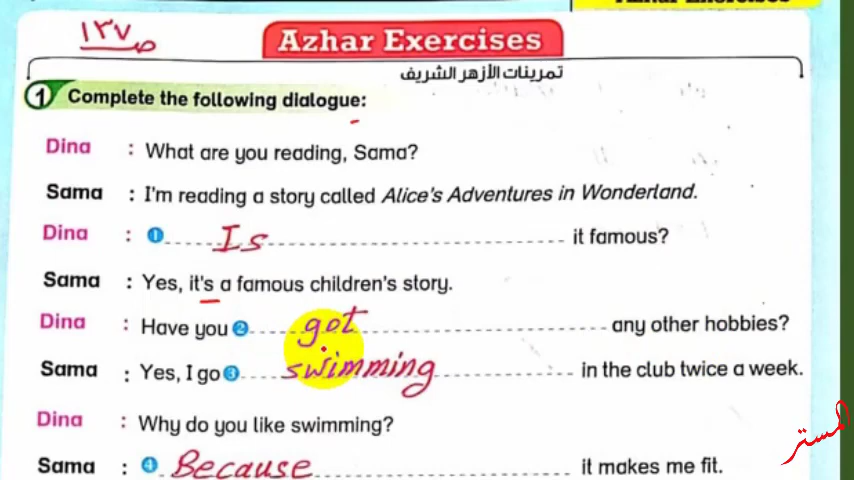 Azhar Exercises
١٣٧ ص
Azhar Exercises
تمرينات الأزهر الشريف
1 Complete the following dialogue:
Dina : What are you reading, Sama?
Sama : I'm reading a story called Alice's Adventures in Wonderland.
Dina : 1 Is it famous?
Sama : Yes, it's a famous children's story.
Dina : Have you 2 got any other hobbies?
Sama : Yes, I go 3 swimming in the club twice a week.
Dina : Why do you like swimming?
Sama : 4 Because it makes me fit.
المستر